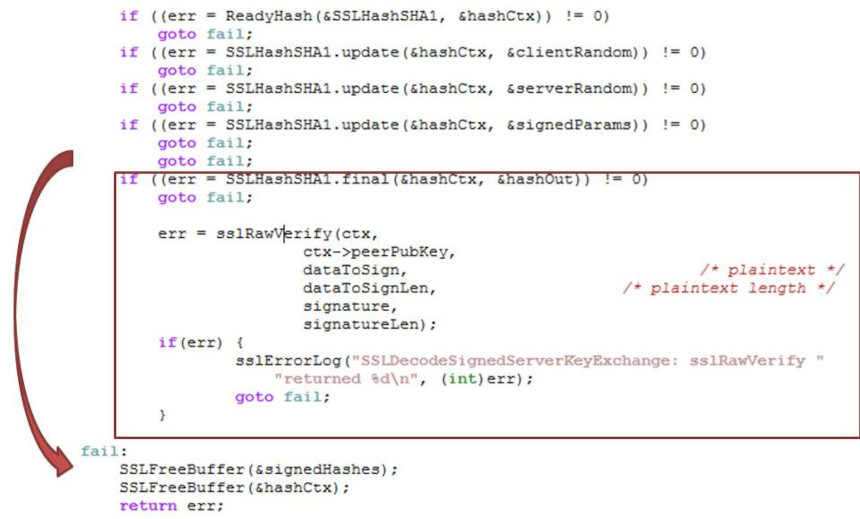 if ((err = ReadyHash(&SSLHashSHA1, &hashCtx)) != 0)
goto fail;
if ((err = SSLHashSHA1.update(&hashCtx, &clientRandom)) != 0)
goto fail;
if ((err = SSLHashSHA1.update(&hashCtx, &serverRandom)) != 0)
goto fail;
if ((err = SSLHashSHA1.update(&hashCtx, &signedParams)) != 0)
goto fail;
goto fail;
if ((err = SSLHashSHA1.final(&hashCtx, &hashOut)) != 0)
goto fail;
err = sslRawVerify(ctx,
ctx->peerPubKey,
dataToSign, /* plaintext */
dataToSignLen, /* plaintext length */
signature,
signatureLen);
if(err) {
sslErrorLog("SSLDecodeSignedServerKeyExchange: sslRawVerify "
"returned %d\n", (int)err);
goto fail;
}
fail:
SSLFreeBuffer(&signedHashes);
SSLFreeBuffer(&hashCtx);
return err;